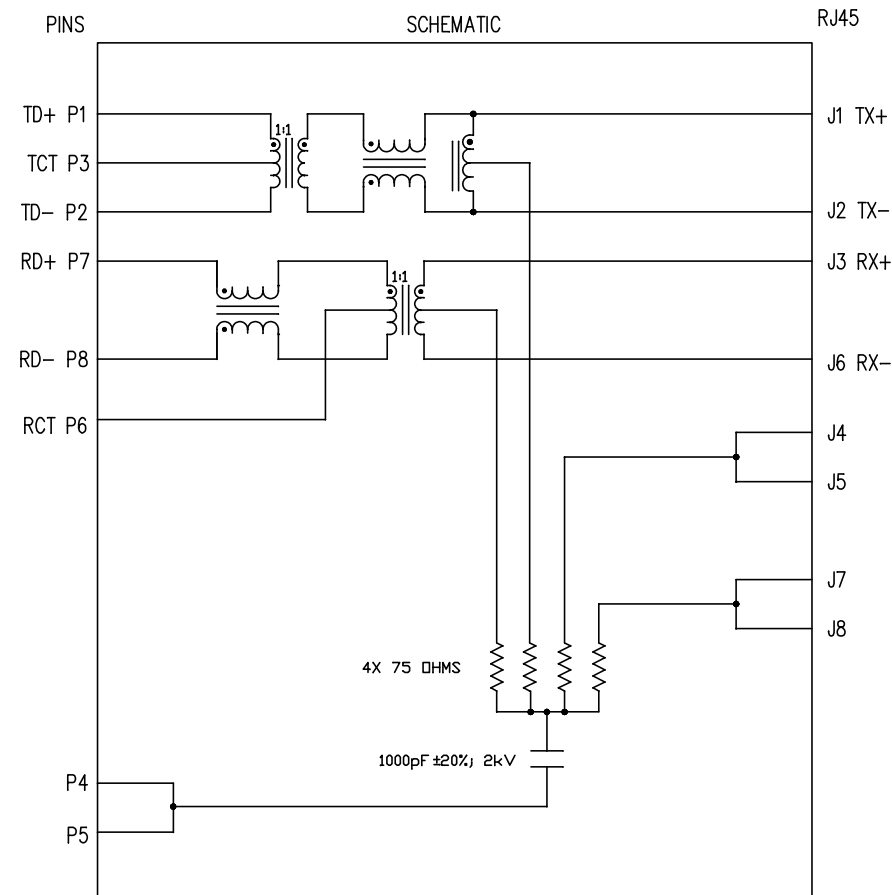 PINS SCHEMATIC RJ45
TD+ P1 J1 TX+
1:1
TCT P3
TD- P2 J2 TX-
RD+ P7 J3 RX+
1:1
RD- P8 J6 RX-
RCT P6 J4
J5
J7
J8
4X 75 OHMS
1000pF ±20%; 2kV
P4
P5